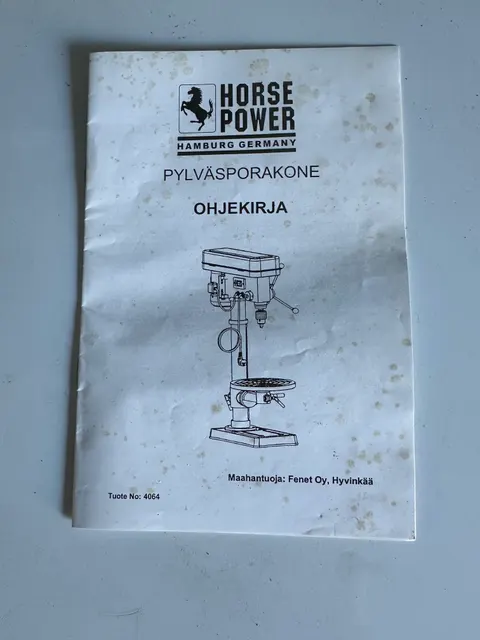 HORSE
POWER
HAMBURG GERMANY
PYLVÄSPORAKONE
OHJEKIRJA
Maahantuoja: Fenet Oy, Hyvinkää
Tuote No: 4064